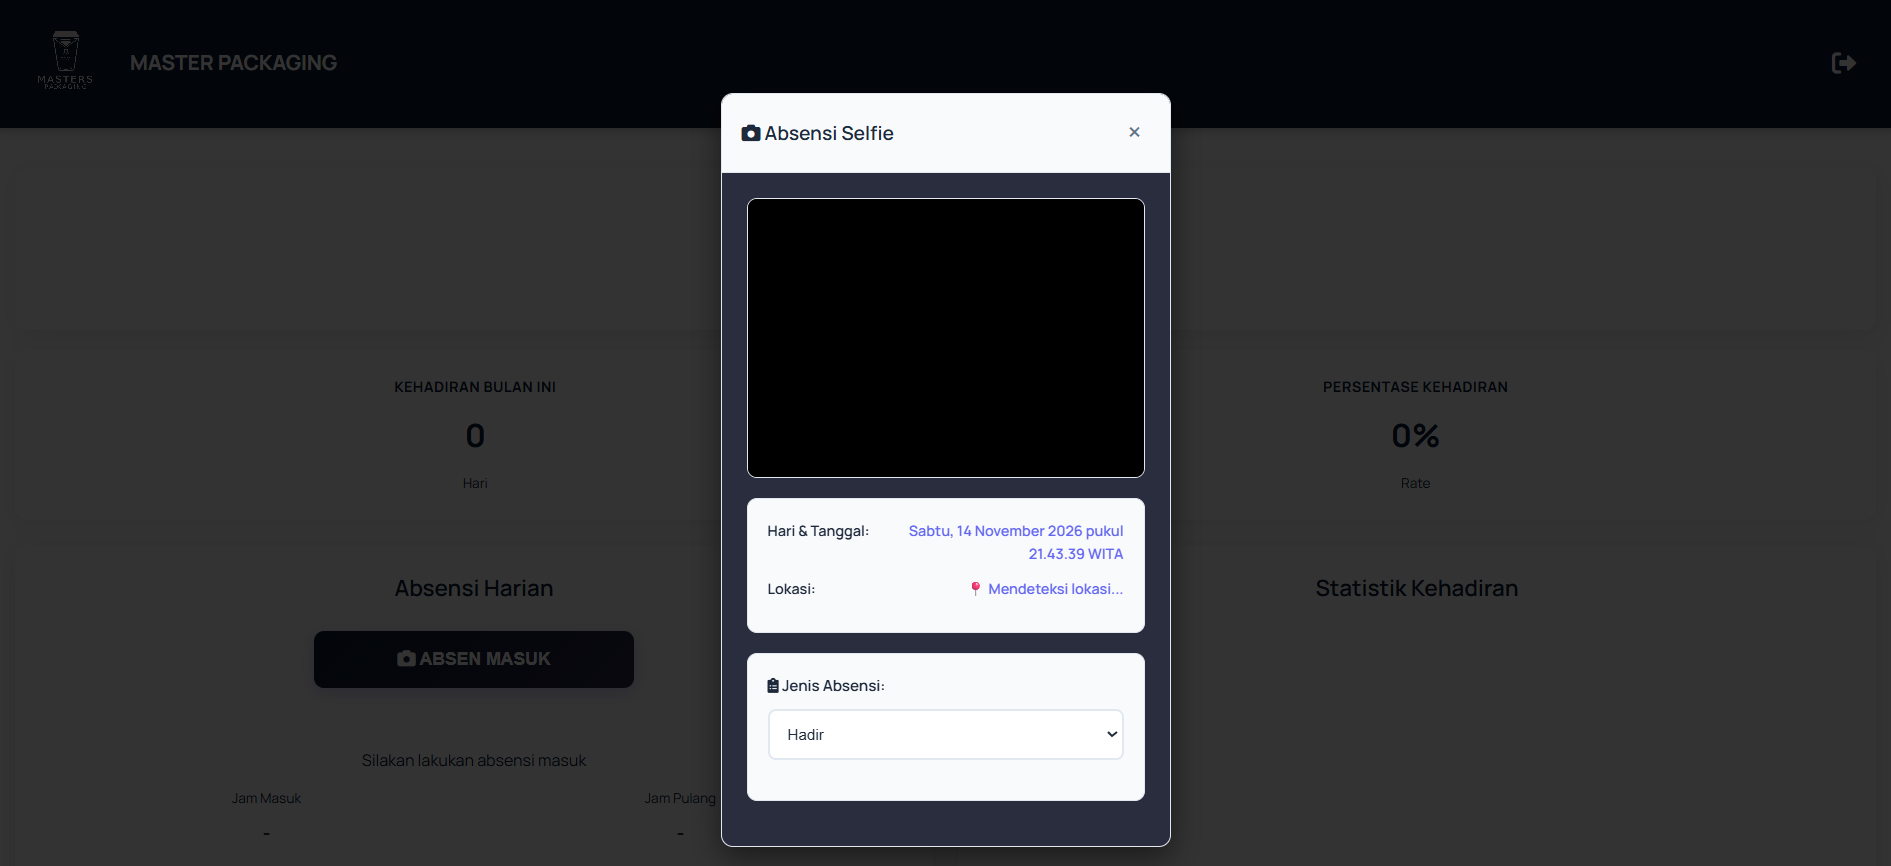 MASTERS
PACKAGING
MASTER PACKAGING
Absensi Selfie
×
Hari & Tanggal:
Sabtu, 14 November 2026 pukul
21.43.39 WITA
Lokasi:
Mendeteksi lokasi...
Jenis Absensi:
Hadir
KEHADIRAN BULAN INI
0
Hari
PERSENTASE KEHADIRAN
0%
Rate
Absensi Harian
ABSEN MASUK
Silakan lakukan absensi masuk
Jam Masuk
-
Jam Pulang
-
Statistik Kehadiran